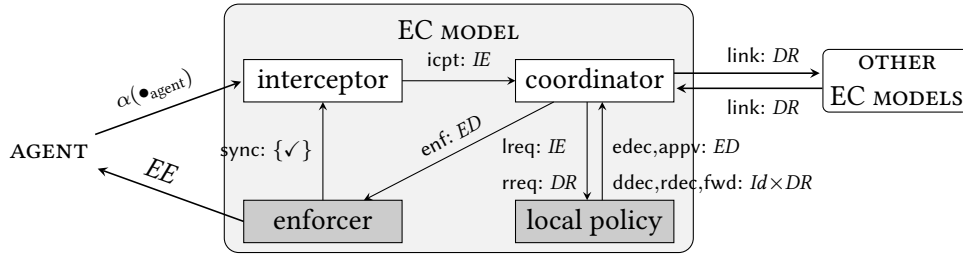 EC MODEL
α(•agent)
interceptor
icpt: IE
coordinator
link: DR
link: DR
OTHER
EC MODELS
AGENT
EE
sync: {✓}
enf: ED
lreq: IE
rreq: DR
edec,appv: ED
ddec,rdec,fwd: Id×DR
enforcer
local policy